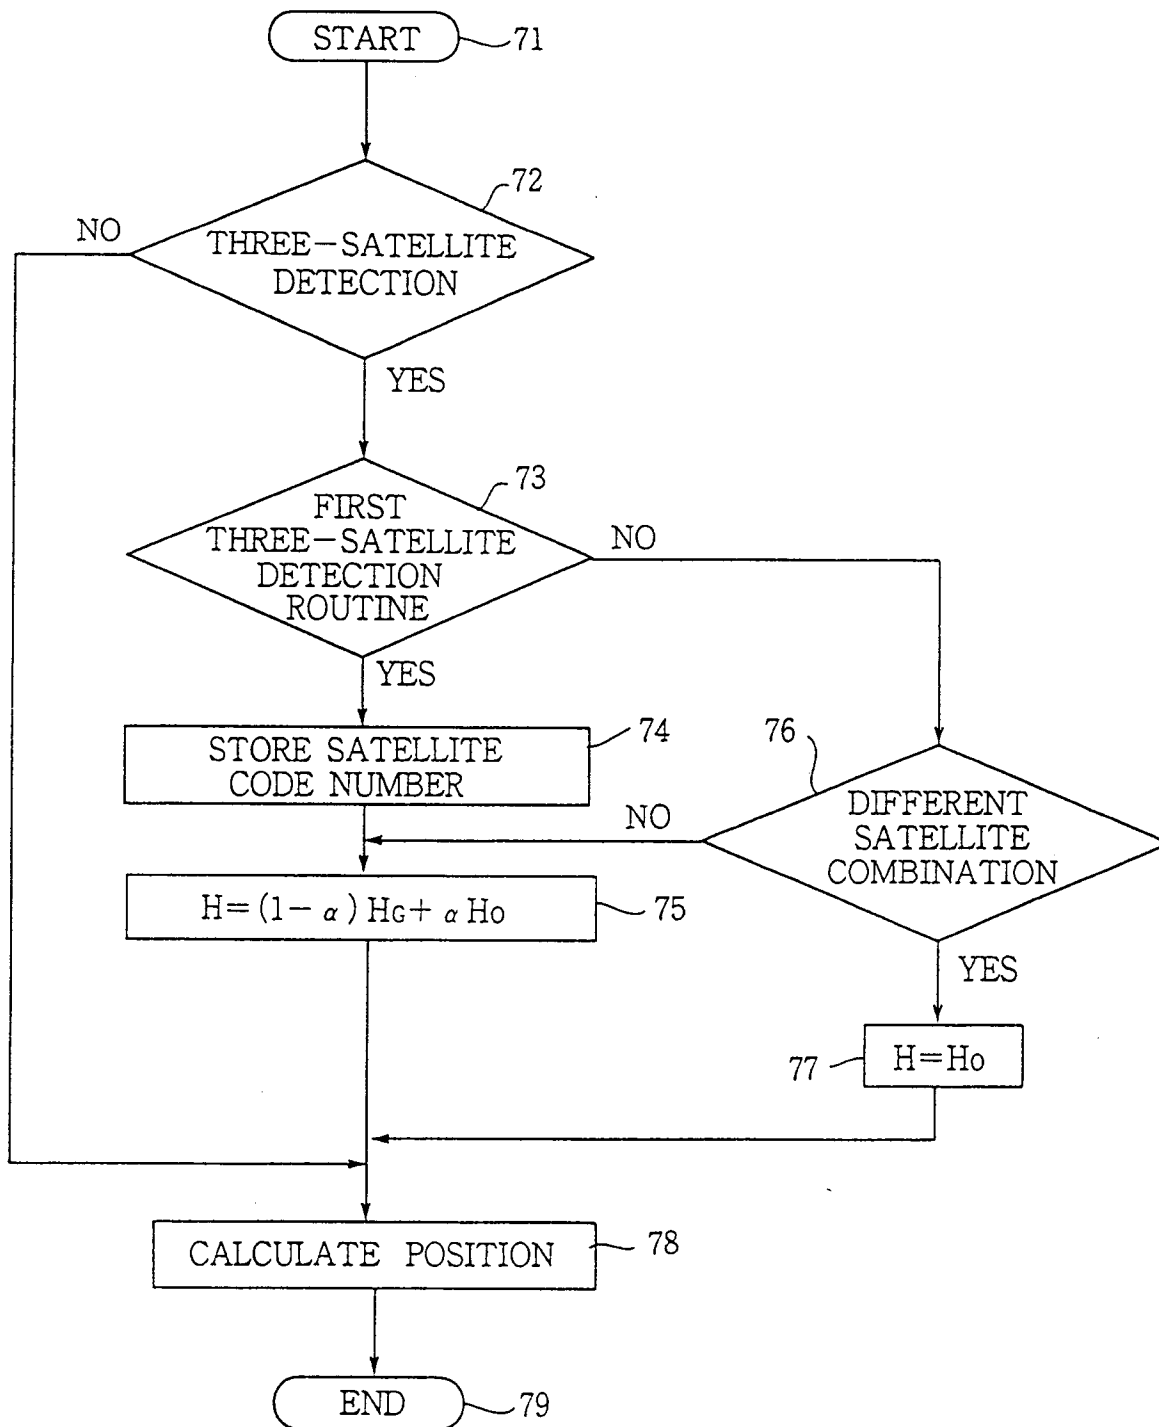 START
71
72
NO
THREE-SATELLITE
DETECTION
YES
73
FIRST
THREE-SATELLITE
DETECTION
ROUTINE
NO
YES
74
STORE SATELLITE
CODE NUMBER
76
DIFFERENT
SATELLITE
COMBINATION
NO
H=(1-α)HG+αHo
75
YES
77
H=Ho
CALCULATE POSITION
78
END
79